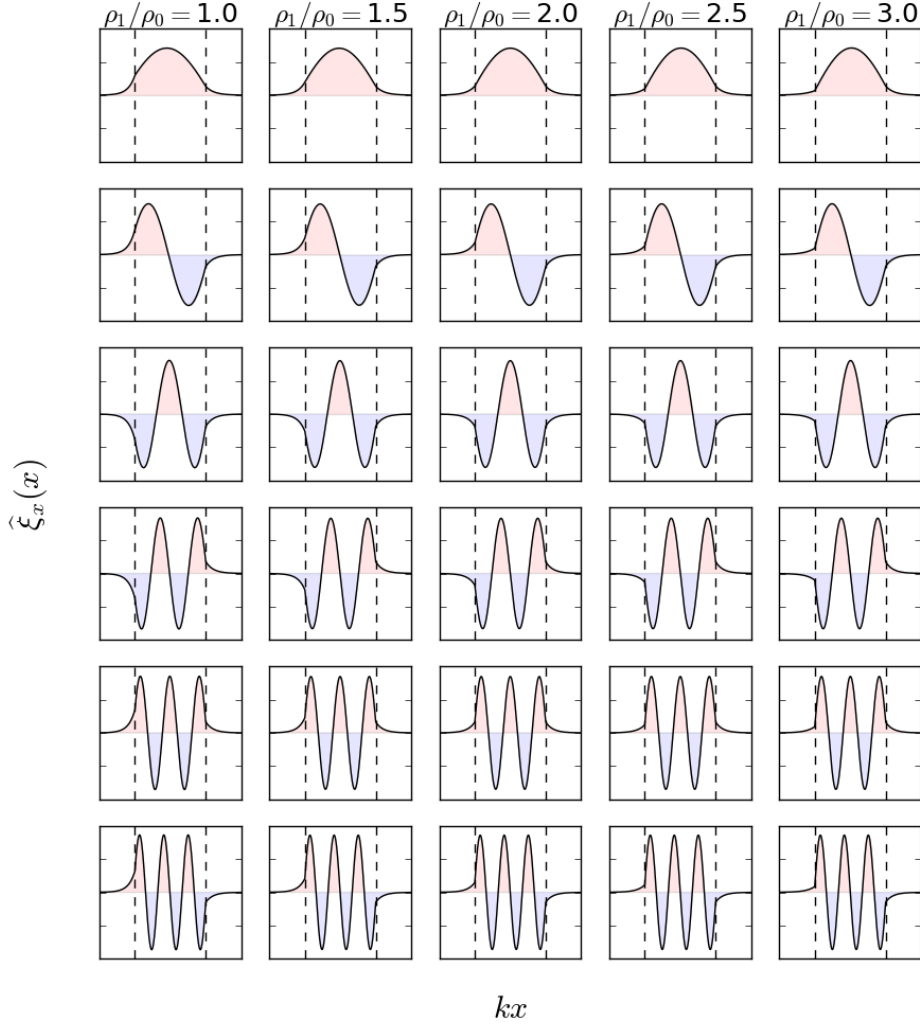 ρ₁/ρ₀ = 1.0
ρ₁/ρ₀ = 1.5
ρ₁/ρ₀ = 2.0
ρ₁/ρ₀ = 2.5
ρ₁/ρ₀ = 3.0
ξ̂ₓ(x)
kx